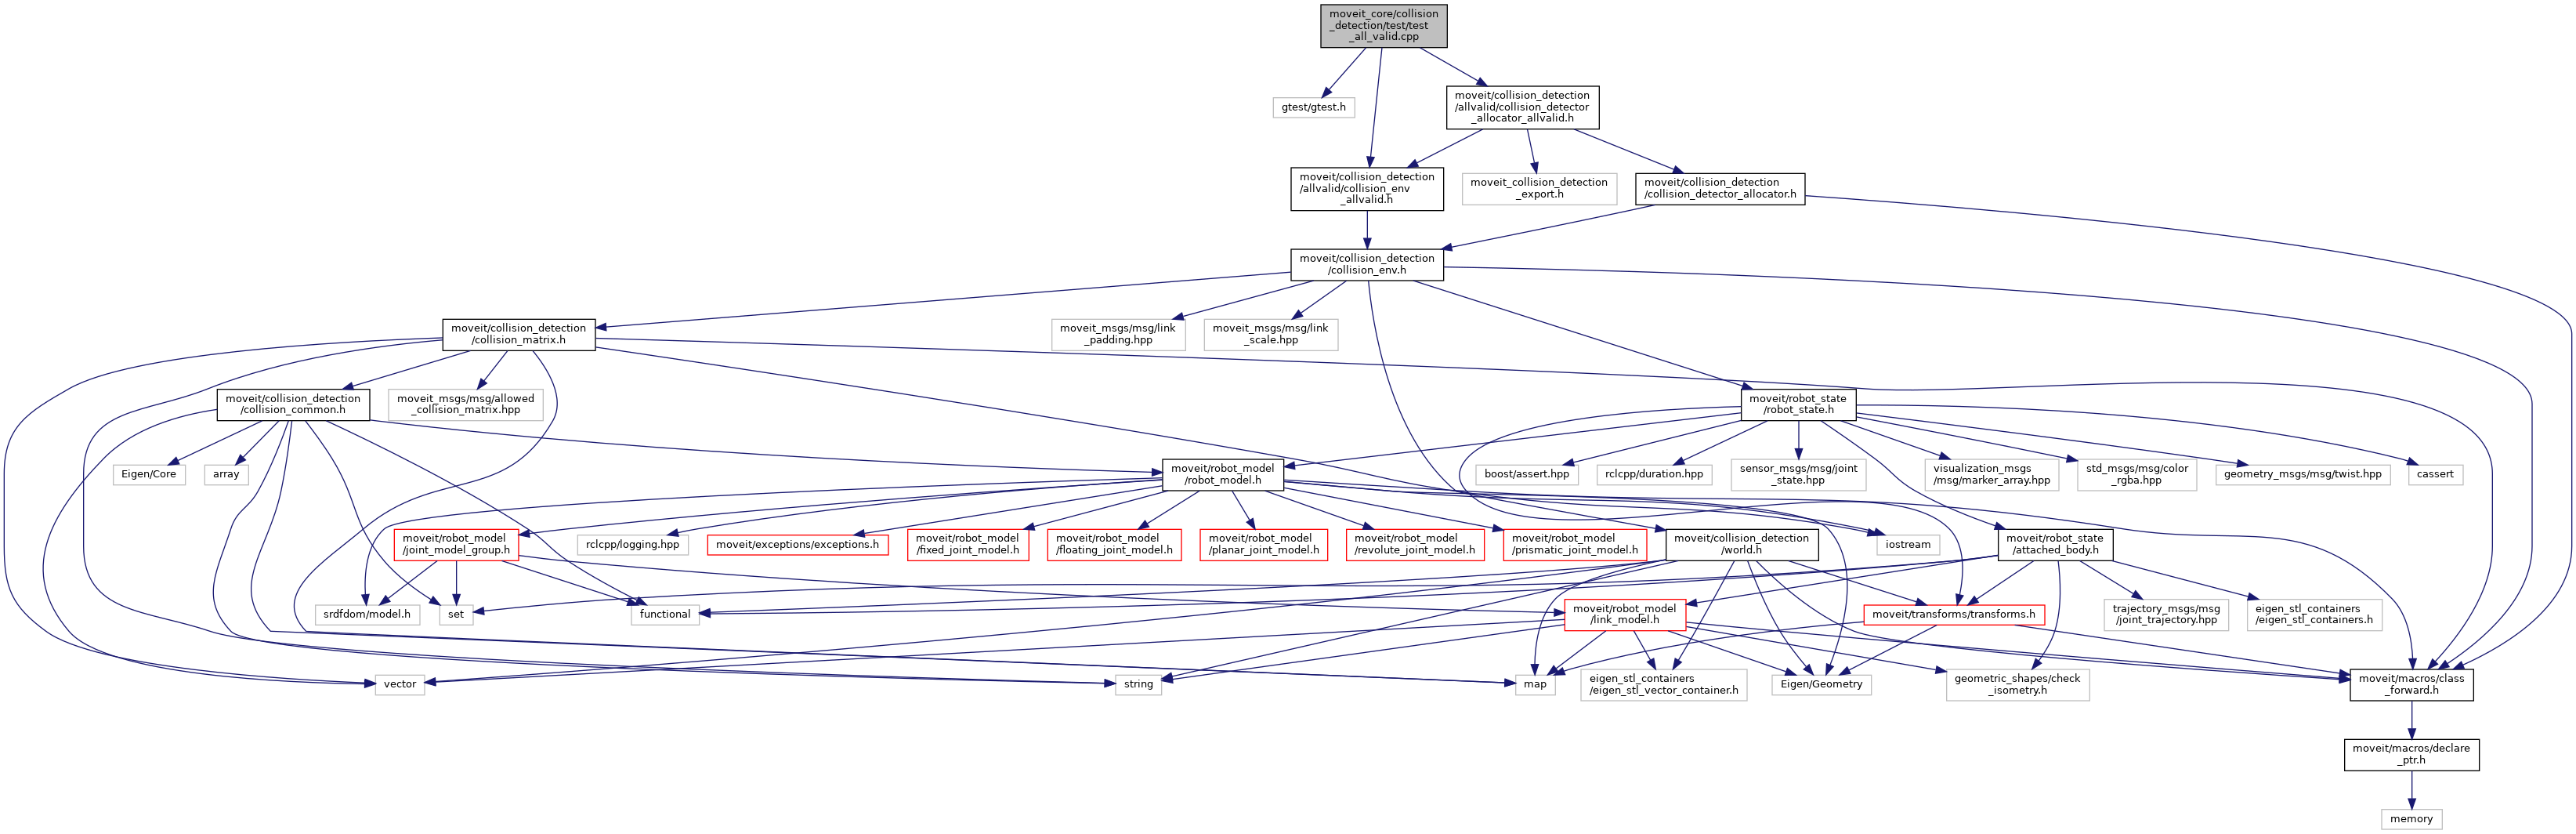 moveit_core/collision
_detection/test/test
_all_valid.cpp
gtest/gtest.h
moveit/collision_detection
/allvalid/collision_detector
_allocator_allvalid.h
moveit/collision_detection
/allvalid/collision_env
_allvalid.h
moveit_collision_detection
_export.h
moveit/collision_detection
/collision_detector_allocator.h
moveit/collision_detection
/collision_env.h
moveit/collision_detection
/collision_matrix.h
moveit_msgs/msg/link
_padding.hpp
moveit_msgs/msg/link
_scale.hpp
moveit/collision_detection
/collision_common.h
moveit_msgs/msg/allowed
_collision_matrix.hpp
moveit/robot_state
/robot_state.h
Eigen/Core
array
moveit/robot_model
/robot_model.h
boost/assert.hpp
rclcpp/duration.hpp
sensor_msgs/msg/joint
_state.hpp
visualization_msgs
/msg/marker_array.hpp
std_msgs/msg/color
_rgba.hpp
geometry_msgs/msg/twist.hpp
cassert
moveit/robot_model
/joint_model_group.h
rclcpp/logging.hpp
moveit/exceptions/exceptions.h
moveit/robot_model
/fixed_joint_model.h
moveit/robot_model
/floating_joint_model.h
moveit/robot_model
/planar_joint_model.h
moveit/robot_model
/revolute_joint_model.h
moveit/robot_model
/prismatic_joint_model.h
moveit/collision_detection
/world.h
iostream
moveit/robot_state
/attached_body.h
srdfdom/model.h
set
functional
moveit/robot_model
/link_model.h
moveit/transforms/transforms.h
trajectory_msgs/msg
/joint_trajectory.hpp
eigen_stl_containers
/eigen_stl_containers.h
vector
string
map
eigen_stl_containers
/eigen_stl_vector_container.h
Eigen/Geometry
geometric_shapes/check
_isometry.h
moveit/macros/class
_forward.h
moveit/macros/declare
_ptr.h
memory